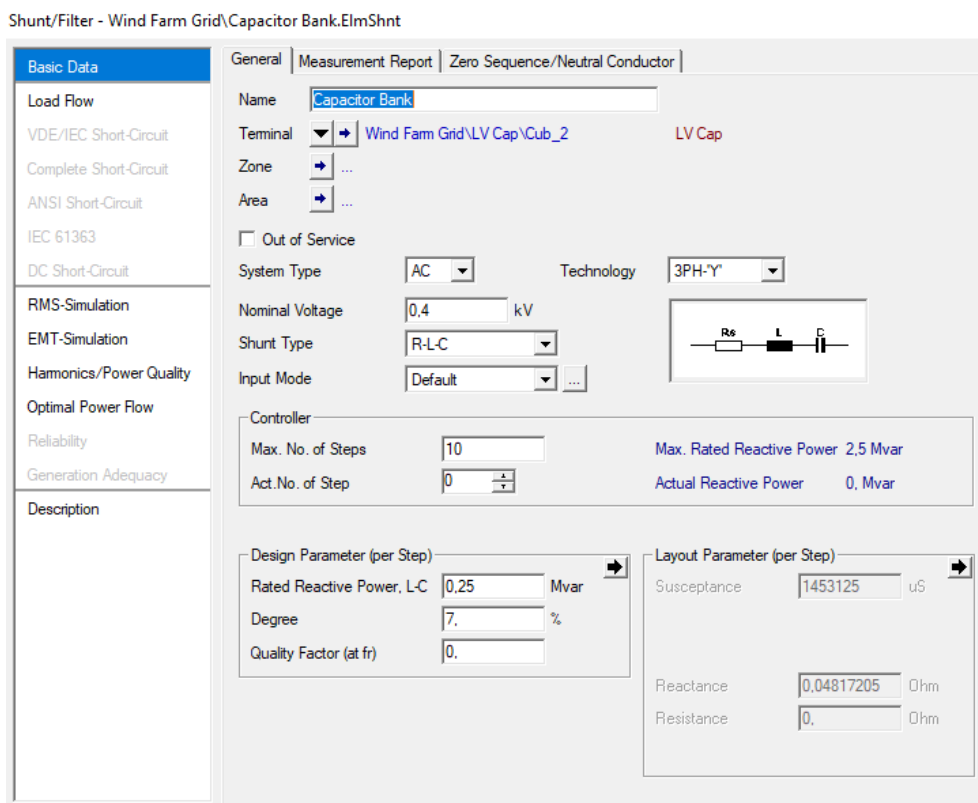 Shunt/Filter - Wind Farm Grid\Capacitor Bank.ElmShnt
Basic Data
Load Flow
VDE/IEC Short-Circuit
Complete Short-Circuit
ANSI Short-Circuit
IEC 61363
DC Short-Circuit
RMS-Simulation
EMT-Simulation
Harmonics/Power Quality
Optimal Power Flow
Reliability
Generation Adequacy
Description
General Measurement Report Zero Sequence/Neutral Conductor
Name Capacitor Bank
Terminal Wind Farm Grid\LV Cap\Cub_2 LV Cap
Zone ...
Area ...
Out of Service
System Type AC Technology 3PH-'Y'
Nominal Voltage 0,4 kV
Shunt Type R-L-C
Input Mode Default ...
Rs L C
Controller
Max. No. of Steps 10 Max. Rated Reactive Power 2,5 Mvar
Act.No. of Step 0 Actual Reactive Power 0, Mvar
Design Parameter (per Step)
Rated Reactive Power, L-C 0,25 Mvar
Degree 7, %
Quality Factor (at fr) 0,
Layout Parameter (per Step)
Susceptance 1453125 uS
Reactance 0,04817205 Ohm
Resistance 0, Ohm